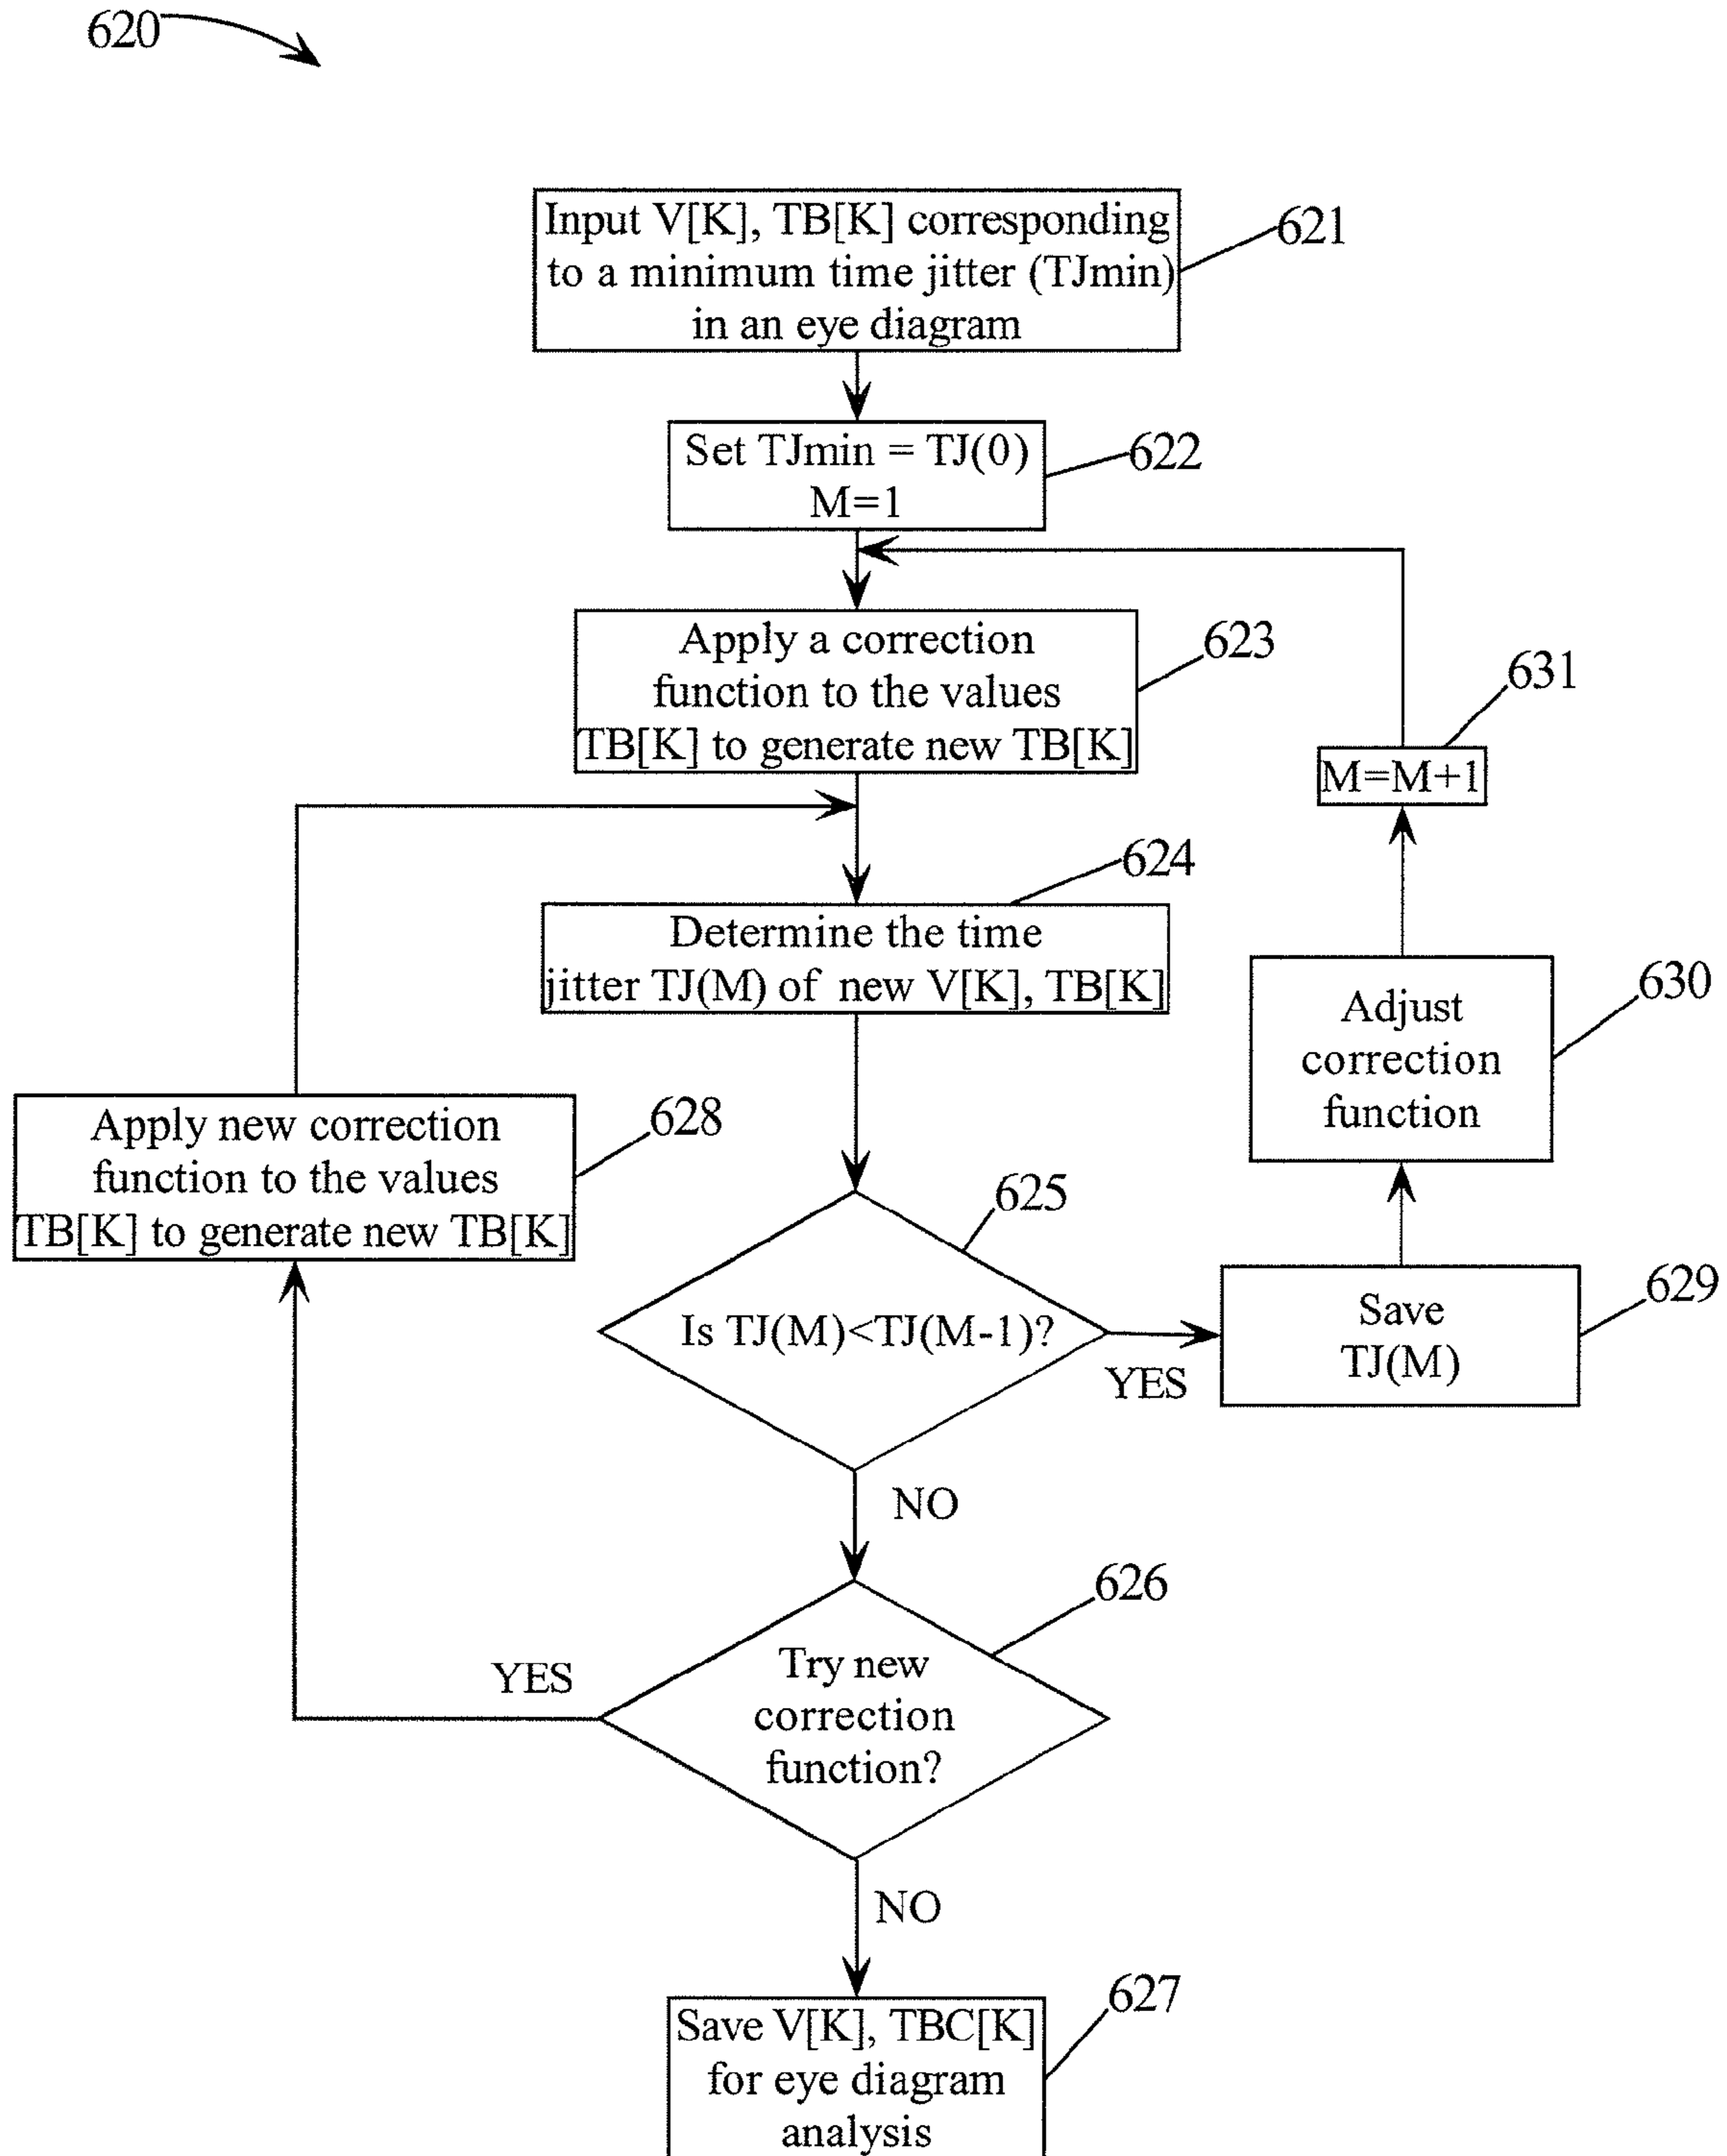 620
Input V[K], TB[K] corresponding
to a minimum time jitter (TJmin)
in an eye diagram
621
Set TJmin = TJ(0)
M=1
622
Apply a correction
function to the values
TB[K] to generate new TB[K]
623
631
M=M+1
624
Determine the time
jitter TJ(M) of new V[K], TB[K]
630
Adjust
correction
function
Apply new correction
function to the values
TB[K] to generate new TB[K]
628
625
Is TJ(M)<TJ(M-1)?
YES
629
Save
TJ(M)
NO
626
Try new
correction
function?
YES
NO
627
Save V[K], TBC[K]
for eye diagram
analysis